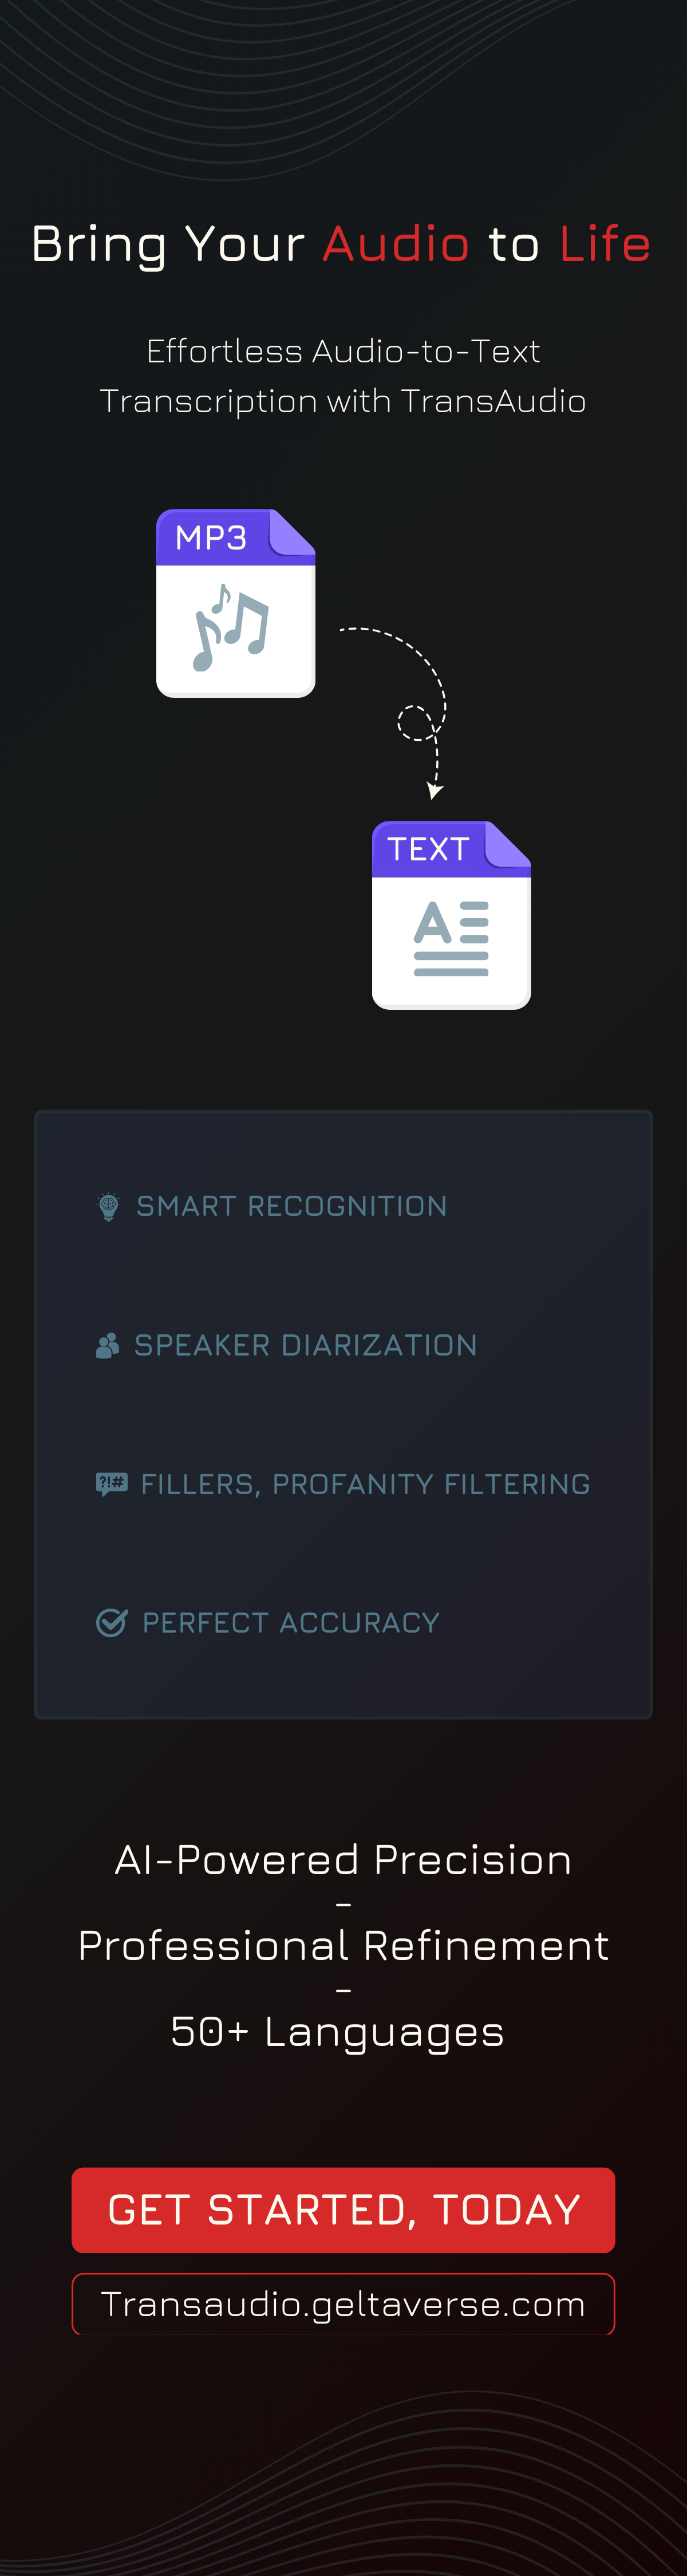 Bring Your Audio to Life
Effortless Audio-to-Text
Transcription with TransAudio
MP3
TEXT
A
SMART RECOGNITION
SPEAKER DIARIZATION
?!#
FILLERS, PROFANITY FILTERING
PERFECT ACCURACY
AI-Powered Precision
-
Professional Refinement
-
50+ Languages
GET STARTED, TODAY
Transaudio.geltaverse.com